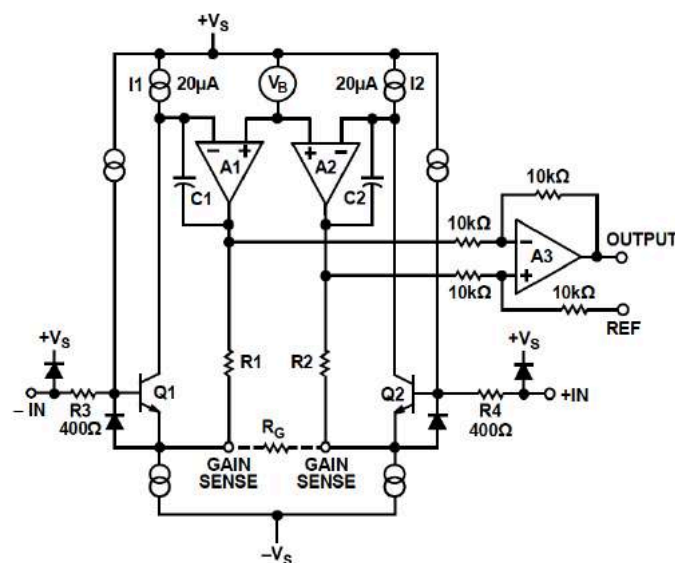 +VS
I1 20µA VB 20µA I2
− + + −
A1 A2
C1 C2
10kΩ
10kΩ − OUTPUT
A3
+
10kΩ 10kΩ
REF
+VS R1 R2 +VS
− IN Q1 Q2 +IN
R3 R4
400Ω RG 400Ω
GAIN SENSE GAIN SENSE
−VS